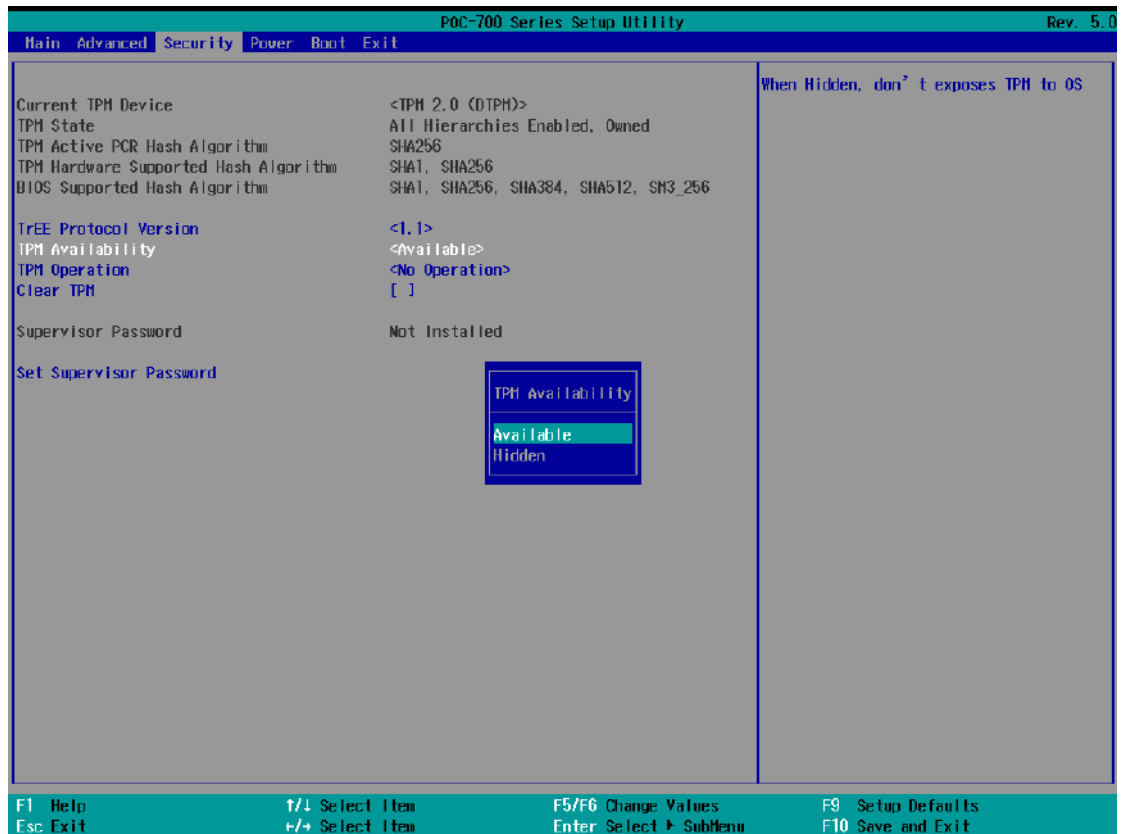 POC-700 Series Setup Utility Rev. 5.0
Main Advanced Security Power Boot Exit
When Hidden, don't exposes TPM to OS
Current TPM Device <TPM 2.0 (DTPM)>
TPM State All Hierarchies Enabled, Owned
TPM Active PCR Hash Algorithm SHA256
TPM Hardware Supported Hash Algorithm SHA1, SHA256
BIOS Supported Hash Algorithm SHA1, SHA256, SHA384, SHA512, SM3_256
TrEE Protocol Version <1.1>
TPM Availability <Available>
TPM Operation <No Operation>
Clear TPM [ ]
Supervisor Password Not Installed
Set Supervisor Password
TPM Availability
Available
Hidden
F1 Help ↑/↓ Select Item F5/F6 Change Values F9 Setup Defaults
Esc Exit ←/→ Select Item Enter Select ▶ SubMenu F10 Save and Exit